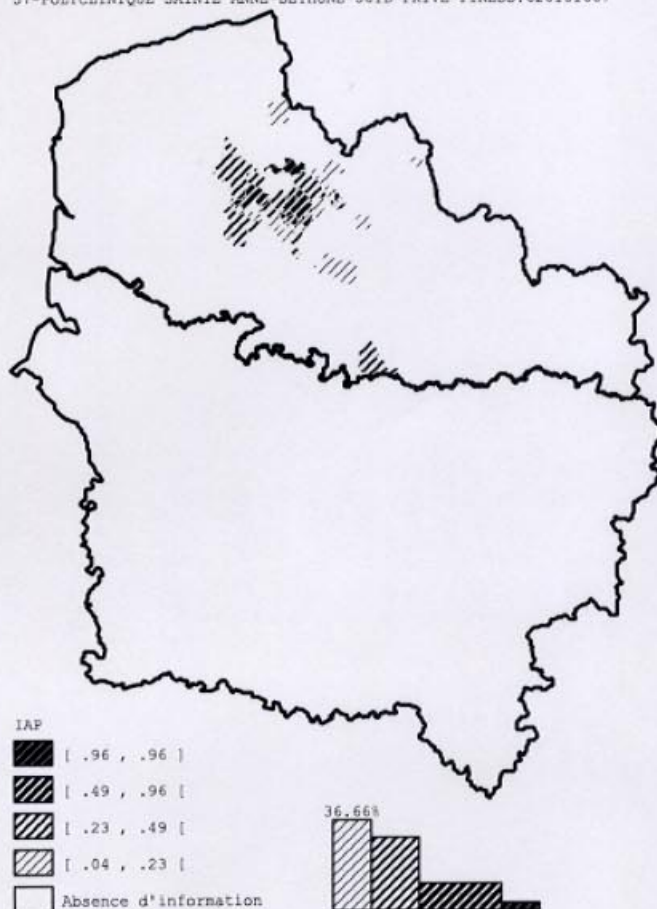 IAP
[ .96 , .96 ]
[ .49 , .96 [
[ .23 , .49 [
[ .04 , .23 [
Absence d'information
36.66%